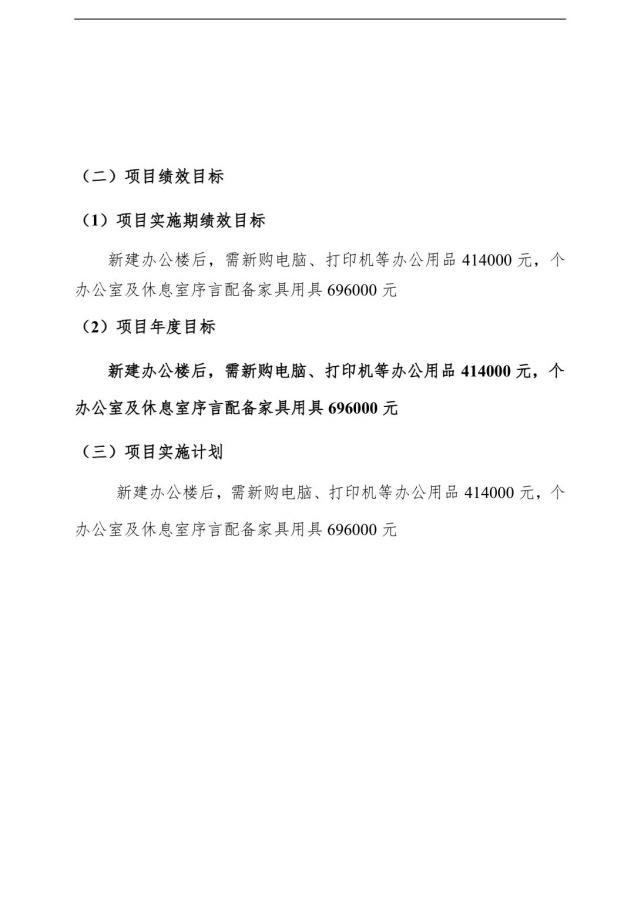 （二）项目绩效目标
（1）项目实施期绩效目标
新建办公楼后，需新购电脑、打印机等办公用品 414000 元，个
办公室及休息室序言配备家具用具 696000 元
（2）项目年度目标
新建办公楼后，需新购电脑、打印机等办公用品 414000 元，个
办公室及休息室序言配备家具用具 696000 元
（三）项目实施计划
新建办公楼后，需新购电脑、打印机等办公用品 414000 元，个
办公室及休息室序言配备家具用具 696000 元